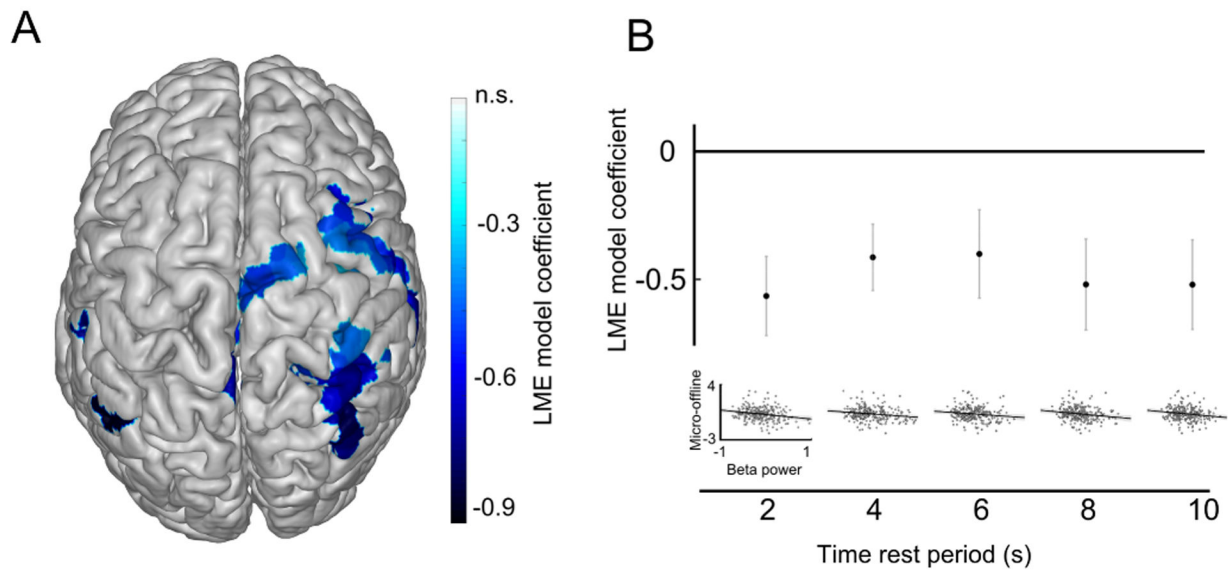 A
n.s.
-0.3
-0.6
-0.9
LME model coefficient
B
0
-0.5
LME model coefficient
4
-3
Micro-offline
-1 1
Beta power
2 4 6 8 10
Time rest period (s)